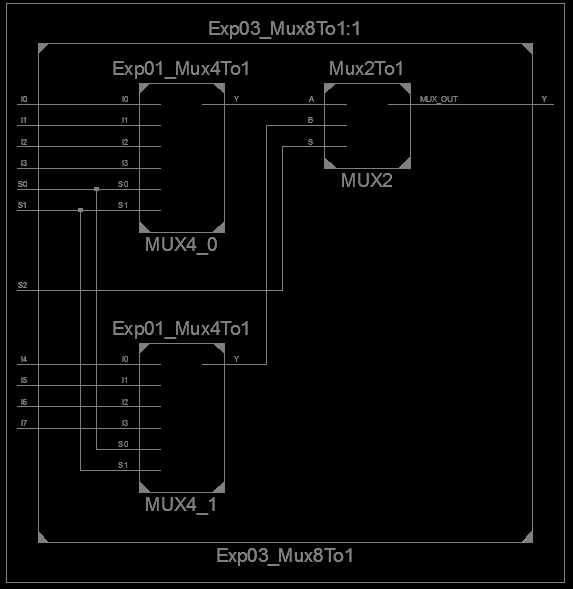 Exp03_Mux8To1:1
Exp01_Mux4To1
Mux2To1
I0 I0 Y A MUX_OUT Y
I1 I1 B
I2 I2 S
I3 I3
S0 S0
S1 S1
MUX2
MUX4_0
S2
Exp01_Mux4To1
I4 I0 Y
I5 I1
I6 I2
I7 I3
S0
S1
MUX4_1
Exp03_Mux8To1